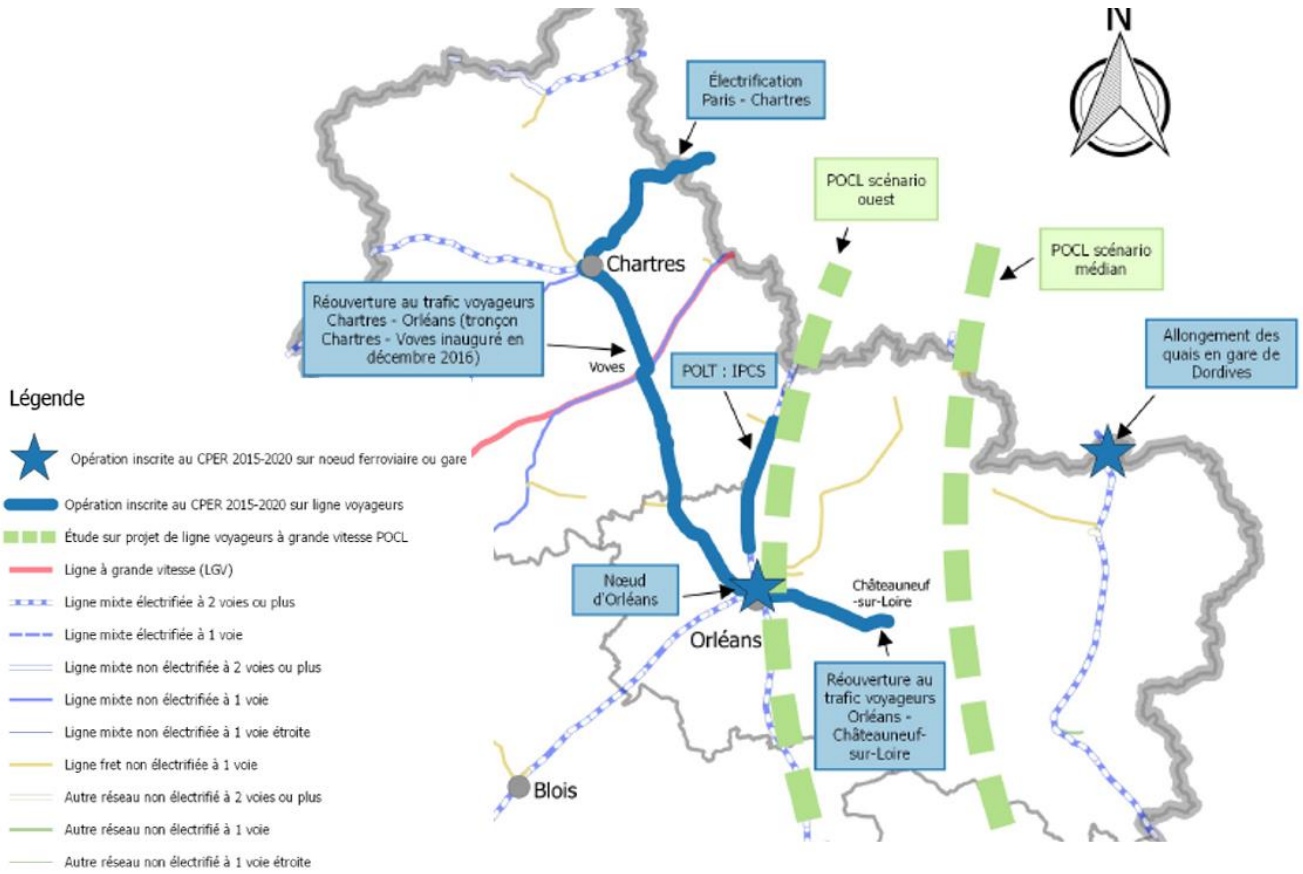 N
Électrification
Paris - Chartres
POCL scénario
ouest
POCL scénario
médian
Chartres
Réouverture au trafic voyageurs
Chartres - Orléans (tronçon
Chartres - Voves inauguré en
décembre 2016)
Voves
POLT : IPCS
Allongement des
quais en gare de
Dordives
Nœud
d'Orléans
Châteauneuf
-sur-Loire
Orléans
Réouverture au
trafic voyageurs
Orléans -
Châteauneuf-
sur-Loire
Blois
Légende
Opération inscrite au CPER 2015-2020 sur noeud ferroviaire ou gare
Opération inscrite au CPER 2015-2020 sur ligne voyageurs
Étude sur projet de ligne voyageurs à grande vitesse POCL
Ligne à grande vitesse (LGV)
Ligne mixte électrifiée à 2 voies ou plus
Ligne mixte électrifiée à 1 voie
Ligne mixte non électrifiée à 2 voies ou plus
Ligne mixte non électrifiée à 1 voie
Ligne mixte non électrifiée à 1 voie étroite
Ligne fret non électrifiée à 1 voie
Autre réseau non électrifié à 2 voies ou plus
Autre réseau non électrifié à 1 voie
Autre réseau non électrifié à 1 voie étroite